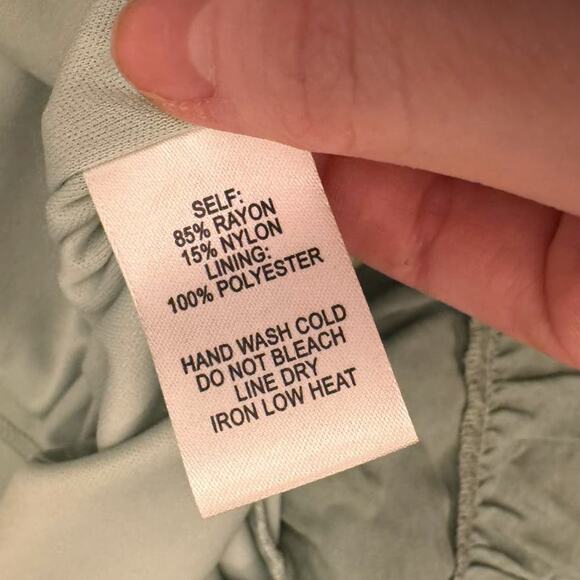 SELF:
85% RAYON
15% NYLON
LINING:
100% POLYESTER
HAND WASH COLD
DO NOT BLEACH
LINE DRY
IRON LOW HEAT